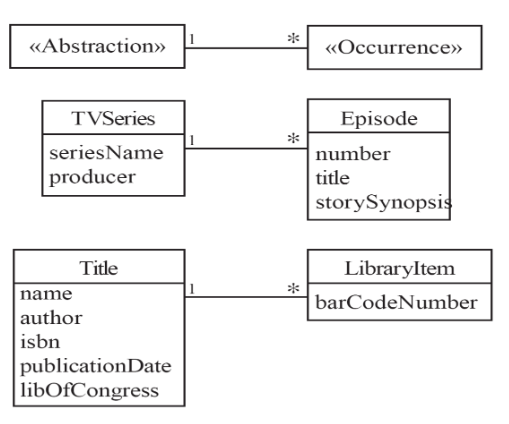 «Abstraction» 1 * «Occurrence»
TVSeries
seriesName
producer
1 *
Episode
number
title
storySynopsis
Title
name
author
isbn
publicationDate
libOfCongress
1 *
LibraryItem
barCodeNumber